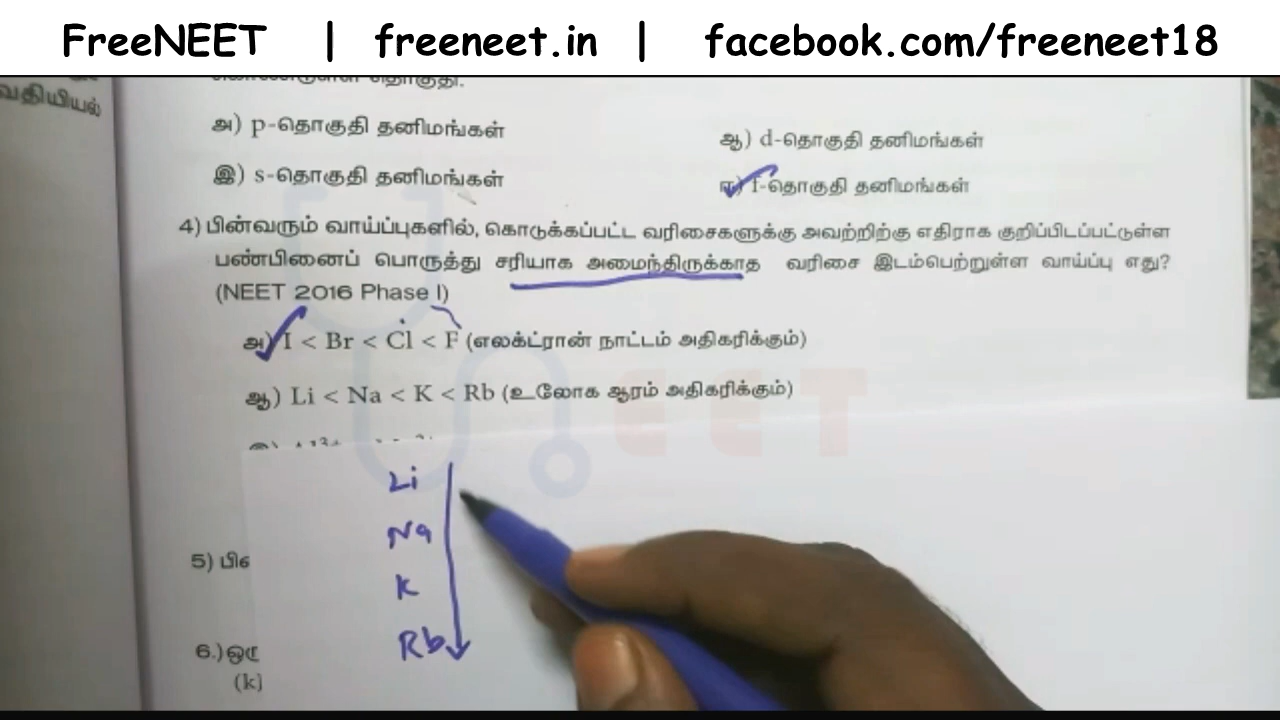 FreeNEET | freeneet.in | facebook.com/freeneet18
வதியியல்
அ) p-தொகுதி தனிமங்கள்
ஆ) d-தொகுதி தனிமங்கள்
இ) s-தொகுதி தனிமங்கள்
ஈ) f-தொகுதி தனிமங்கள்
4) பின்வரும் வாய்ப்புகளில், கொடுக்கப்பட்ட வரிசைகளுக்கு அவற்றிற்கு எதிராக குறிப்பிடப்பட்டுள்ள
பண்பினைப் பொருத்து சரியாக அமைந்திருக்காத வரிசை இடம்பெற்றுள்ள வாய்ப்பு எது?
(NEET 2016 Phase I)
அ) I < Br < Cl < F (எலக்ட்ரான் நாட்டம் அதிகரிக்கும்)
ஆ) Li < Na < K < Rb (உலோக ஆரம் அதிகரிக்கும்)
EET
Li
Na
K
Rb
5) பின
6.) ஒரு
(k)